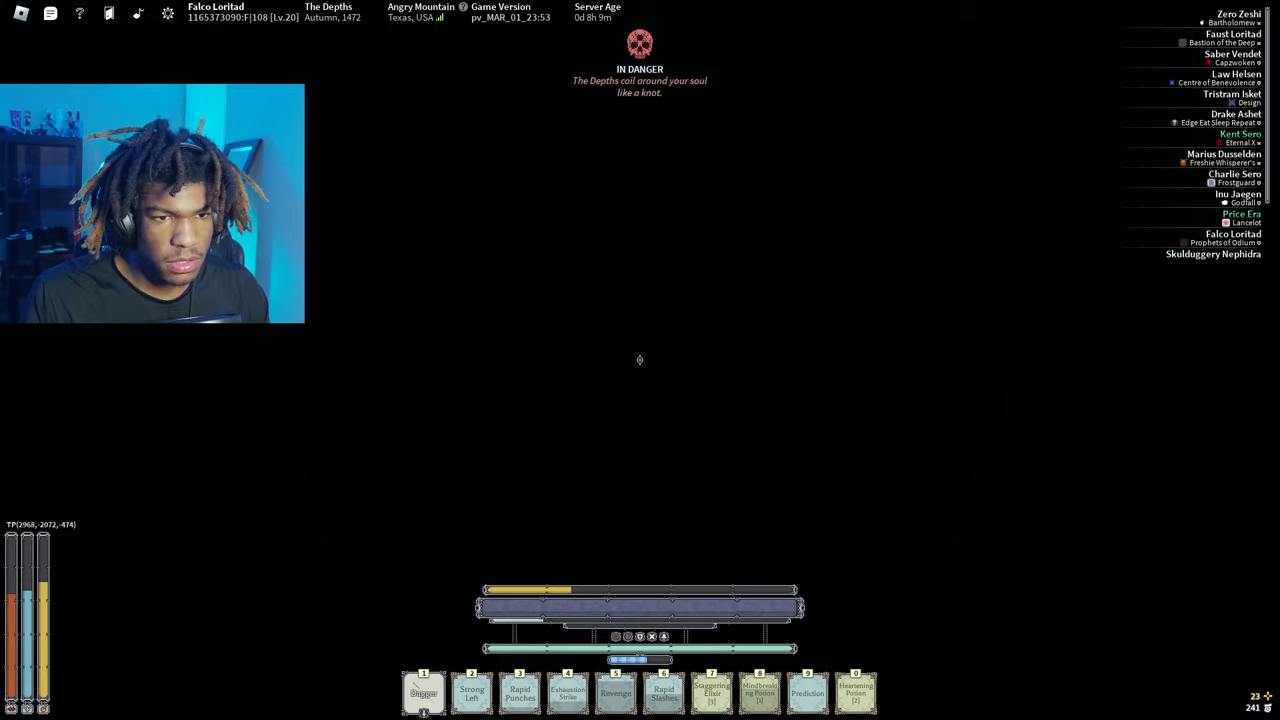 Falco Loritad
1165373090:F|108 [Lv.20]
The Depths
Autumn, 1472
Angry Mountain
Texas, USA
Game Version
pv_MAR_01_23:53
Server Age
0d 8h 9m
IN DANGER
The Depths coil around your soul
like a knot.
Zero Zeshi
Bartholomew
Faust Loritad
Bastion of the Deep
Saber Vendet
Capzwoken
Law Helsen
Centre of Benevolence
Tristram Isket
Design
Drake Ashet
Edge Eat Sleep Repeat
Kent Sero
Eternal X
Marius Dusselden
Freshie Whisperer's
Charlie Sero
Frostguard
Inu Jaegen
Godfall
Price Era
Lancelot
Falco Loritad
Prophets of Odium
Skulduggery Nephidra
TP(2968,-2072,-474)
1
Dagger
2
Strong
Left
3
Rapid
Punches
4
Exhaustion
Strike
5
Revenge
6
Rapid
Slashes
7
Staggering
Elixir
[3]
8
Mindbreaki
ng Potion
[1]
9
Prediction
0
Heartening
Potion
[2]
23
241